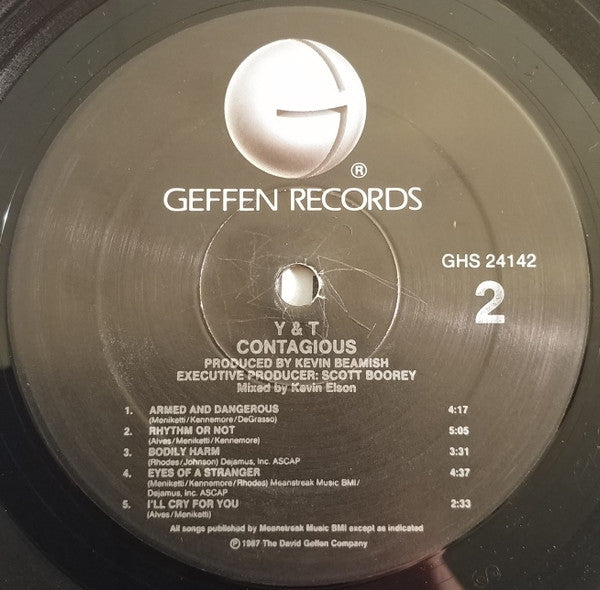 ®
GEFFEN RECORDS
GHS 24142
2
Y & T
CONTAGIOUS
PRODUCED BY KEVIN BEAMISH
EXECUTIVE PRODUCER: SCOTT BOOREY
Mixed by Kevin Elson
1. ARMED AND DANGEROUS 4:17
(Meniketti/Kennemore/DeGrasso)
2. RHYTHM OR NOT 5:05
(Alves/Meniketti/Kennemore)
3. BODILY HARM 3:31
(Rhodes/Johnson) Dejamus, Inc. ASCAP
4. EYES OF A STRANGER 4:37
(Meniketti/Kennemore/Rhodes) Meanstreak Music BMI/
Dejamus, Inc. ASCAP
5. I'LL CRY FOR YOU 2:33
(Alves/Meniketti)
All songs published by Meanstreak Music BMI except as indicated
℗ 1987 The David Geffen Company